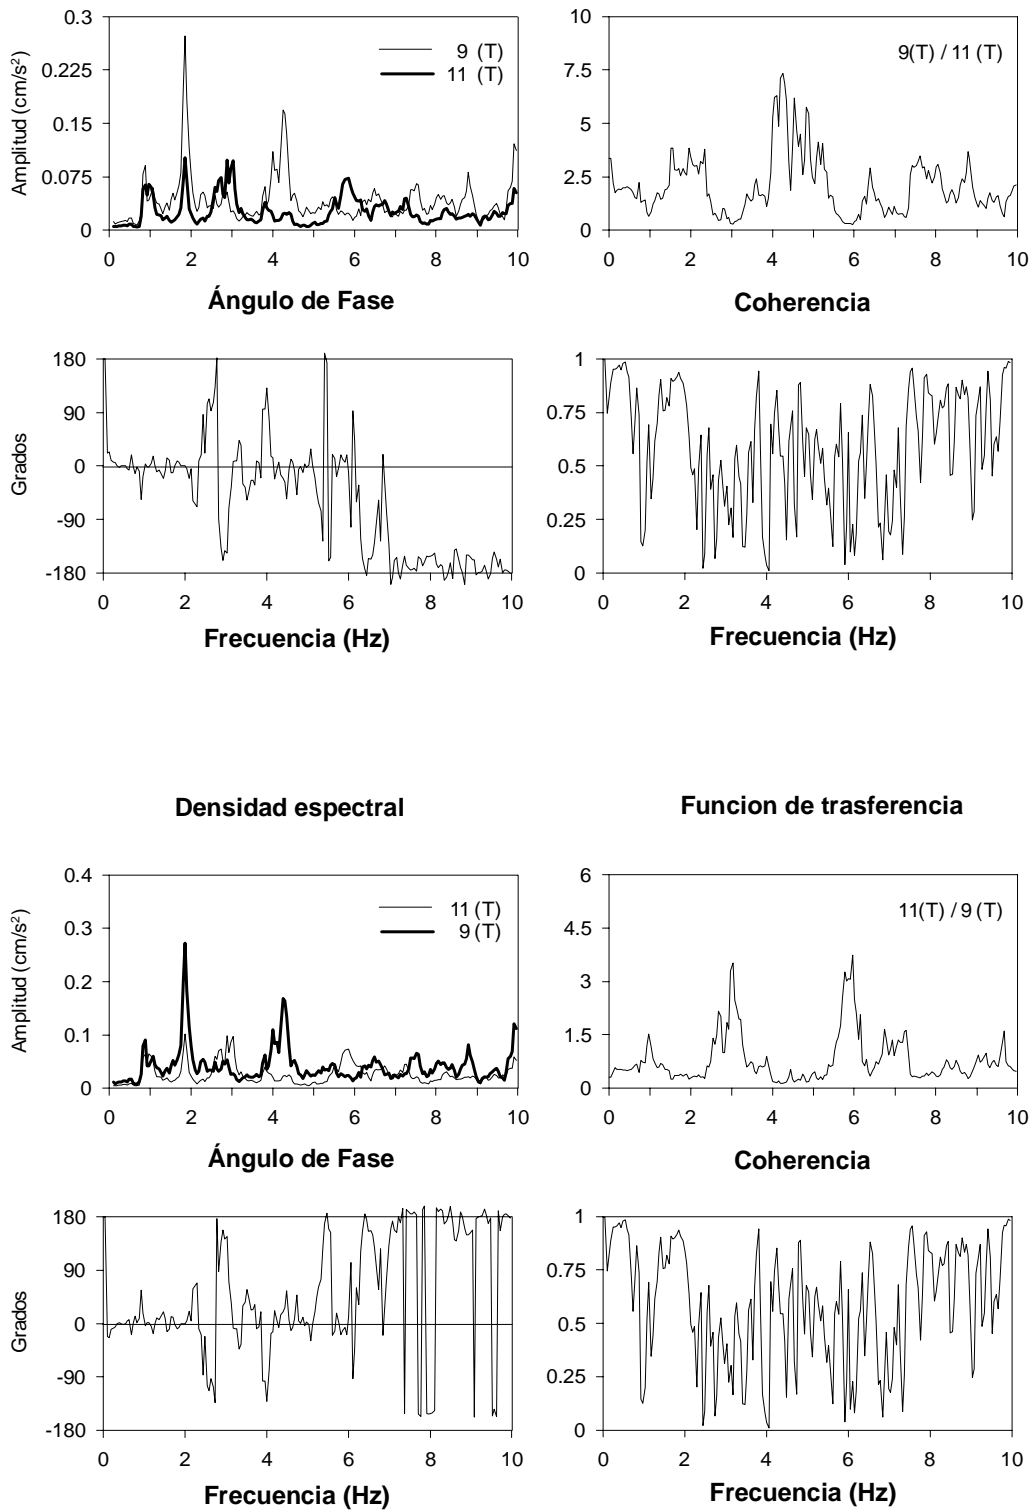 0.3
0.225
0.15
0.075
0
Amplitud (cm/s²)
9 (T)
11 (T)
0 2 4 6 8 10
10
7.5
5
2.5
0
9(T) / 11 (T)
0 2 4 6 8 10
Ángulo de Fase
Coherencia
180
90
0
-90
-180
Grados
0 2 4 6 8 10
Frecuencia (Hz)
1
0.75
0.5
0.25
0
0 2 4 6 8 10
Frecuencia (Hz)
Densidad espectral
Funcion de trasferencia
0.4
0.3
0.2
0.1
0
Amplitud (cm/s²)
11 (T)
9 (T)
0 2 4 6 8 10
6
4.5
3
1.5
0
11(T) / 9 (T)
0 2 4 6 8 10
Ángulo de Fase
Coherencia
180
90
0
-90
-180
Grados
0 2 4 6 8 10
Frecuencia (Hz)
1
0.75
0.5
0.25
0
0 2 4 6 8 10
Frecuencia (Hz)